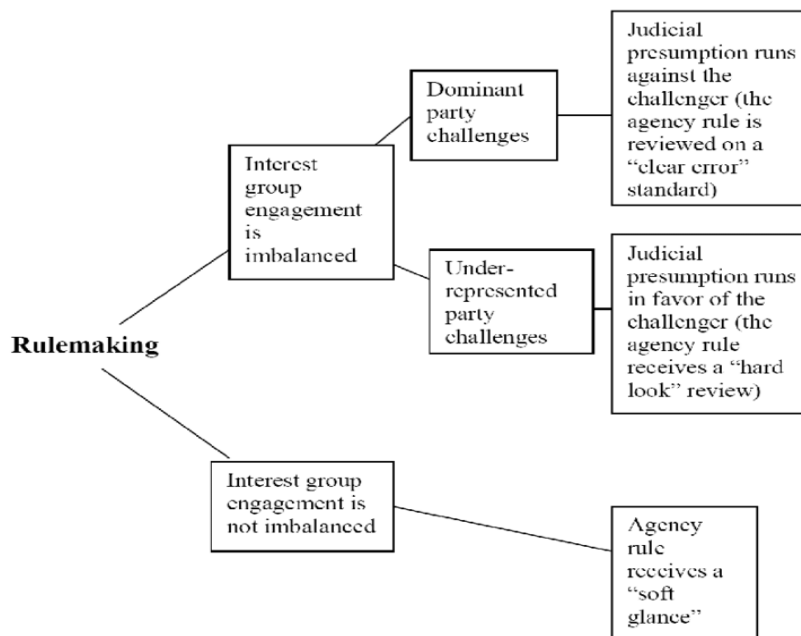 Rulemaking
Interest
group
engagement
is
imbalanced
Dominant
party
challenges
Judicial
presumption runs
against the
challenger (the
agency rule is
reviewed on a
“clear error”
standard)
Under-
represented
party
challenges
Judicial
presumption runs
in favor of the
challenger (the
agency rule
receives a “hard
look” review)
Interest group
engagement is
not imbalanced
Agency
rule
receives a
“soft
glance”